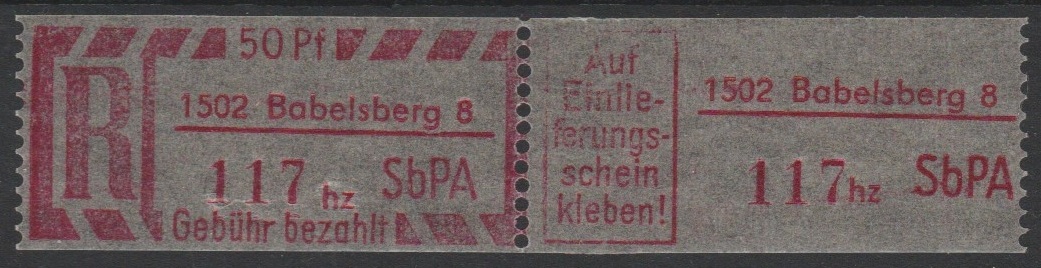 50 Pf
R
1502 Babelsberg 8
117 hz SbPA
Gebühr bezahlt
Auf
Einlie-
ferungs-
schein
kleben!
1502 Babelsberg 8
117 hz SbPA